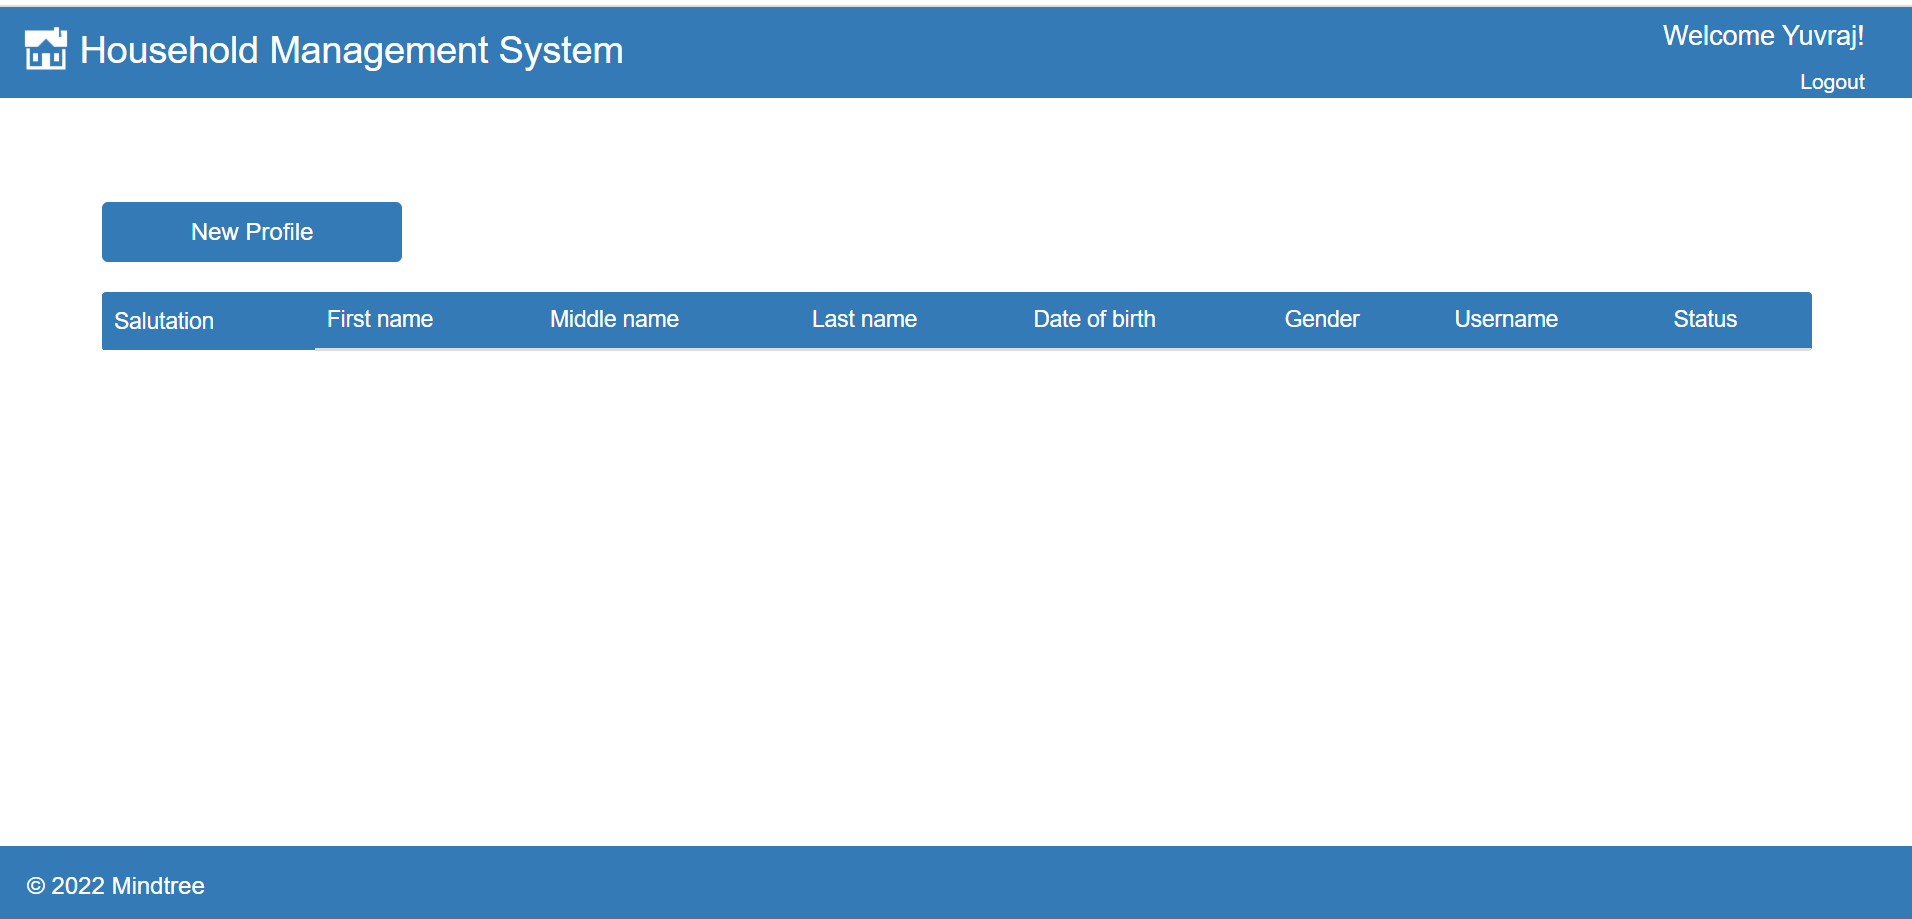 Household Management System
Welcome Yuvraj!
Logout
New Profile
Salutation First name Middle name Last name Date of birth Gender Username Status
© 2022 Mindtree